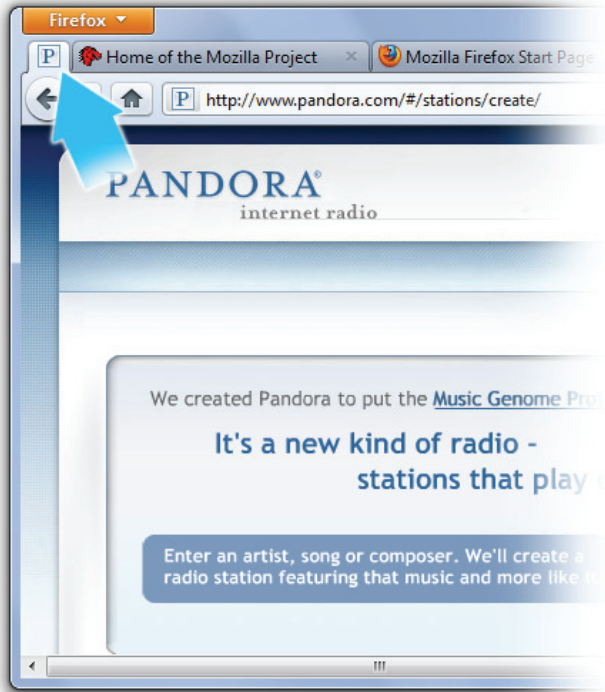 Firefox
P Home of the Mozilla Project × Mozilla Firefox Start Page
P http://www.pandora.com/#/stations/create/
PANDORA®
internet radio
We created Pandora to put the Music Genome Pro
It's a new kind of radio -
stations that play
Enter an artist, song or composer. We'll create a
radio station featuring that music and more like it